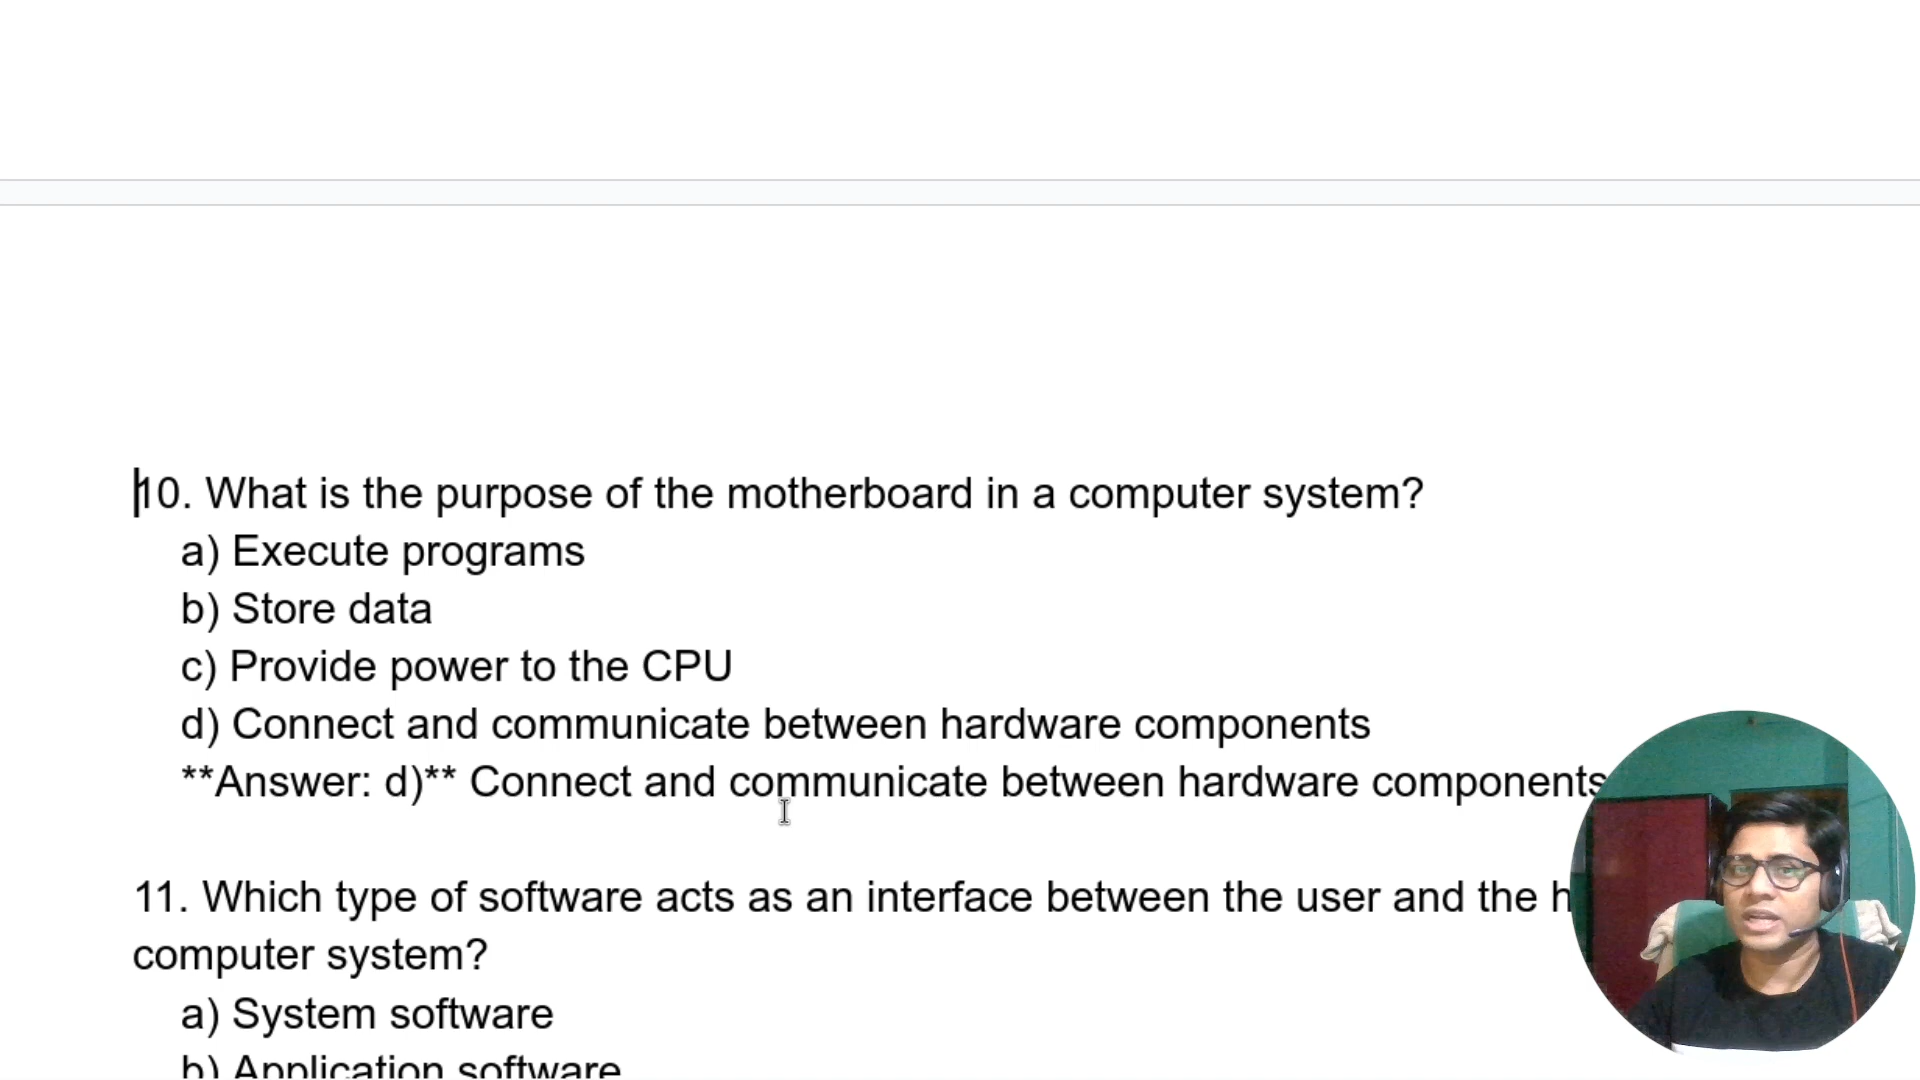 10. What is the purpose of the motherboard in a computer system?
a) Execute programs
b) Store data
c) Provide power to the CPU
d) Connect and communicate between hardware components
**Answer: d)** Connect and communicate between hardware components
11. Which type of software acts as an interface between the user and the
computer system?
a) System software
b) Application software